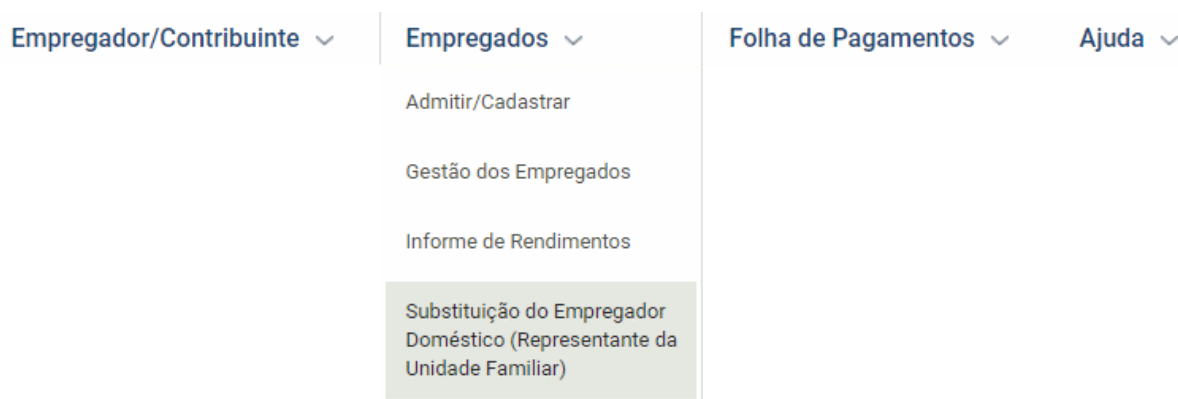 Empregador/Contribuinte
Empregados
Folha de Pagamentos
Ajuda
Admitir/Cadastrar
Gestão dos Empregados
Informe de Rendimentos
Substituição do Empregador
Doméstico (Representante da
Unidade Familiar)